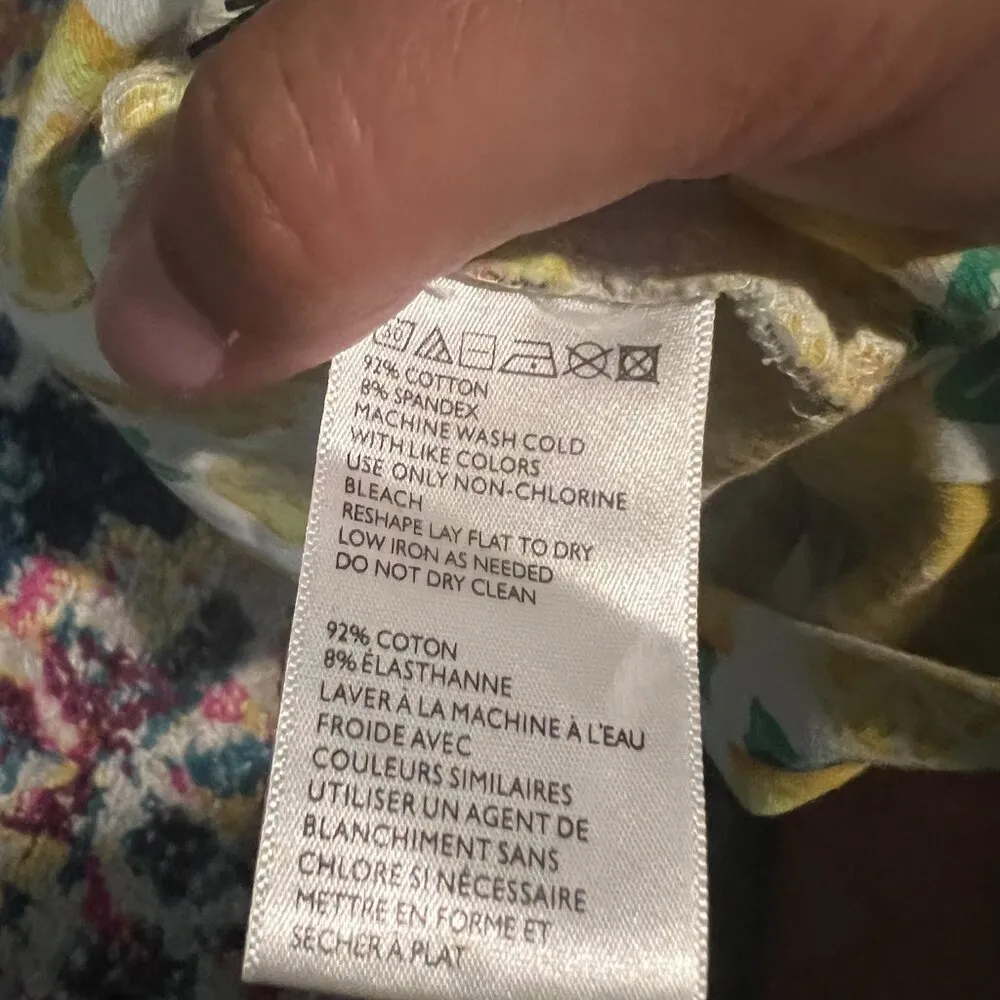 92% COTTON
8% SPANDEX
MACHINE WASH COLD
WITH LIKE COLORS
USE ONLY NON-CHLORINE
BLEACH
RESHAPE LAY FLAT TO DRY
LOW IRON AS NEEDED
DO NOT DRY CLEAN
92% COTON
8% ÉLASTHANNE
LAVER À LA MACHINE À L'EAU
FROIDE AVEC
COULEURS SIMILAIRES
UTILISER UN AGENT DE
BLANCHIMENT SANS
CHLORE SI NÉCESSAIRE
METTRE EN FORME ET
SÉCHER À PLAT